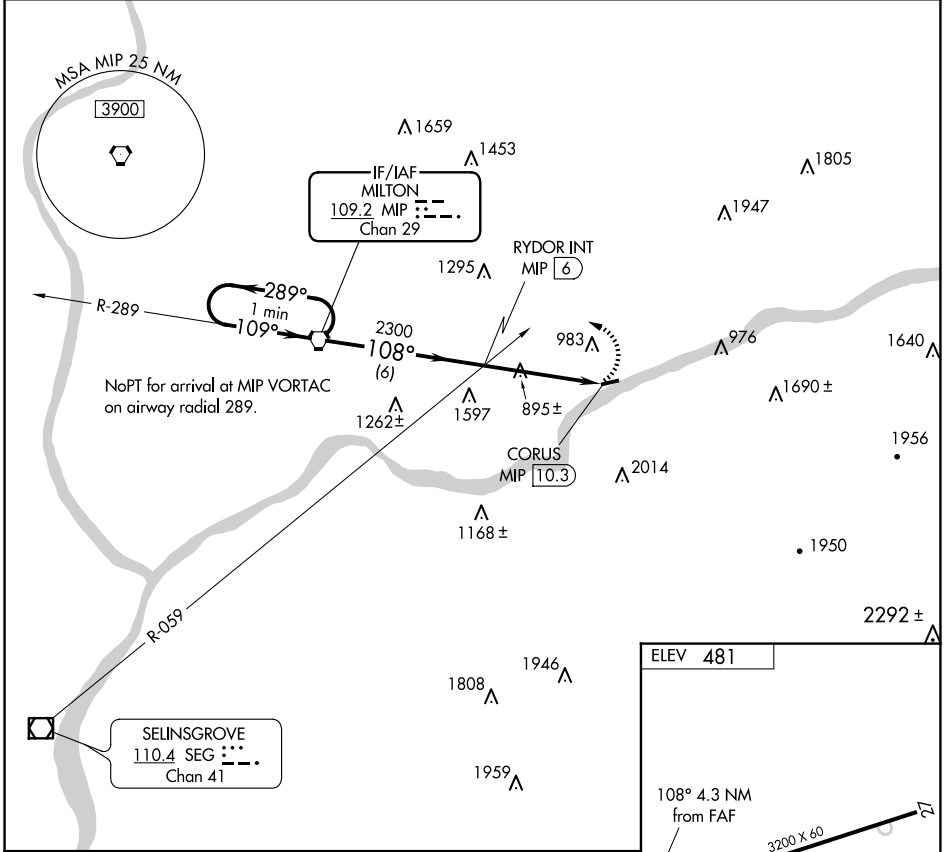 MSA MIP 25 NM
3900
1659
1453
1805
1947
IF/IAF
MILTON
109.2 MIP
Chan 29
RYDOR INT
MIP 6
1295
R-289
289°
1 min
109°
2300
108°
(6)
983
976
1640
NoPT for arrival at MIP VORTAC
on airway radial 289.
1262±
1597
895±
1690 ±
CORUS
MIP 10.3
2014
1956
1168 ±
1950
R-059
2292 ±
ELEV 481
1946
1808
SELINSGROVE
110.4 SEG
Chan 41
1959
108° 4.3 NM
from FAF
3200 X 60
27